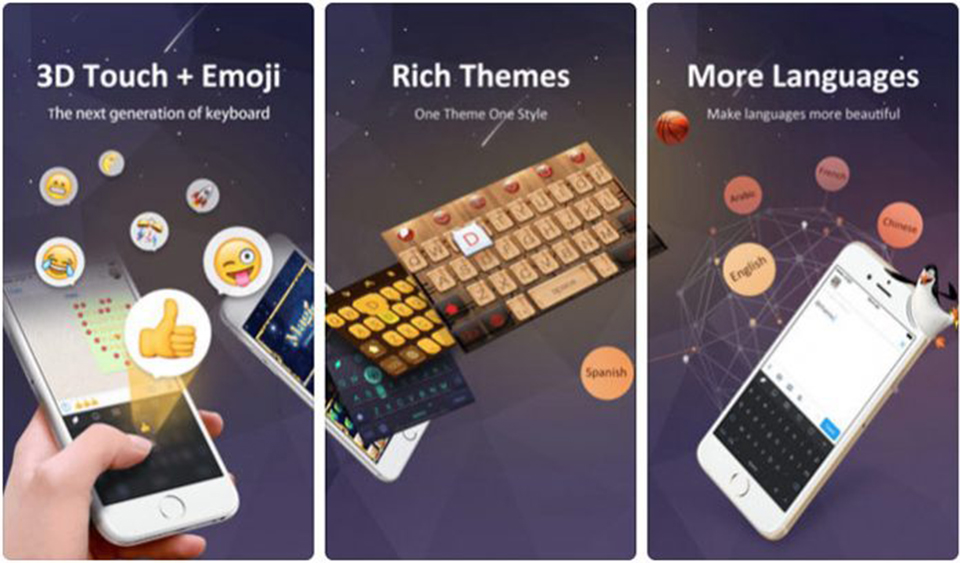 3D Touch + Emoji
The next generation of keyboard
Rich Themes
One Theme One Style
D
space
Spanish
More Languages
Make languages more beautiful
French
Arabic
Chinese
English